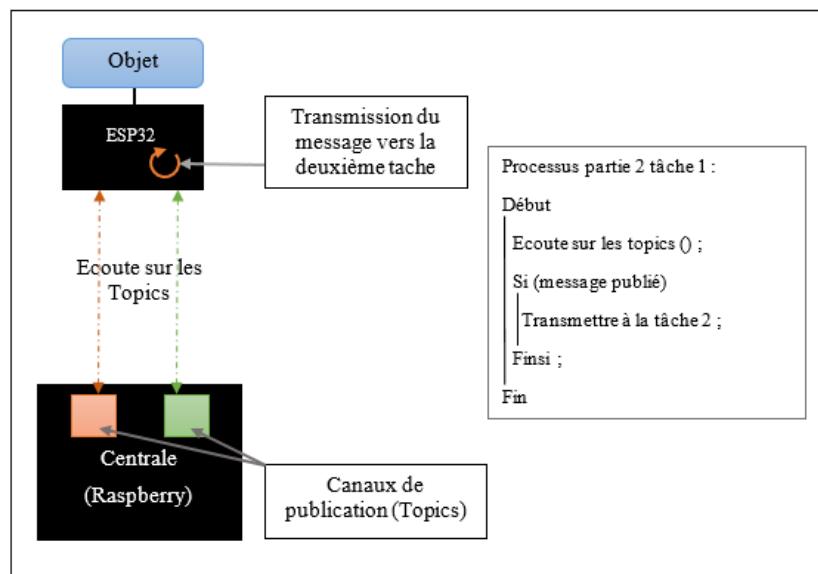 Objet
ESP32
Transmission du
message vers la
deuxième tache
Ecoute sur les
Topics
Centrale
(Raspberry)
Canaux de
publication (Topics)
Processus partie 2 tâche 1 :
Début
Ecoute sur les topics () ;
Si (message publié)
Transmettre à la tâche 2 ;
Finsi ;
Fin